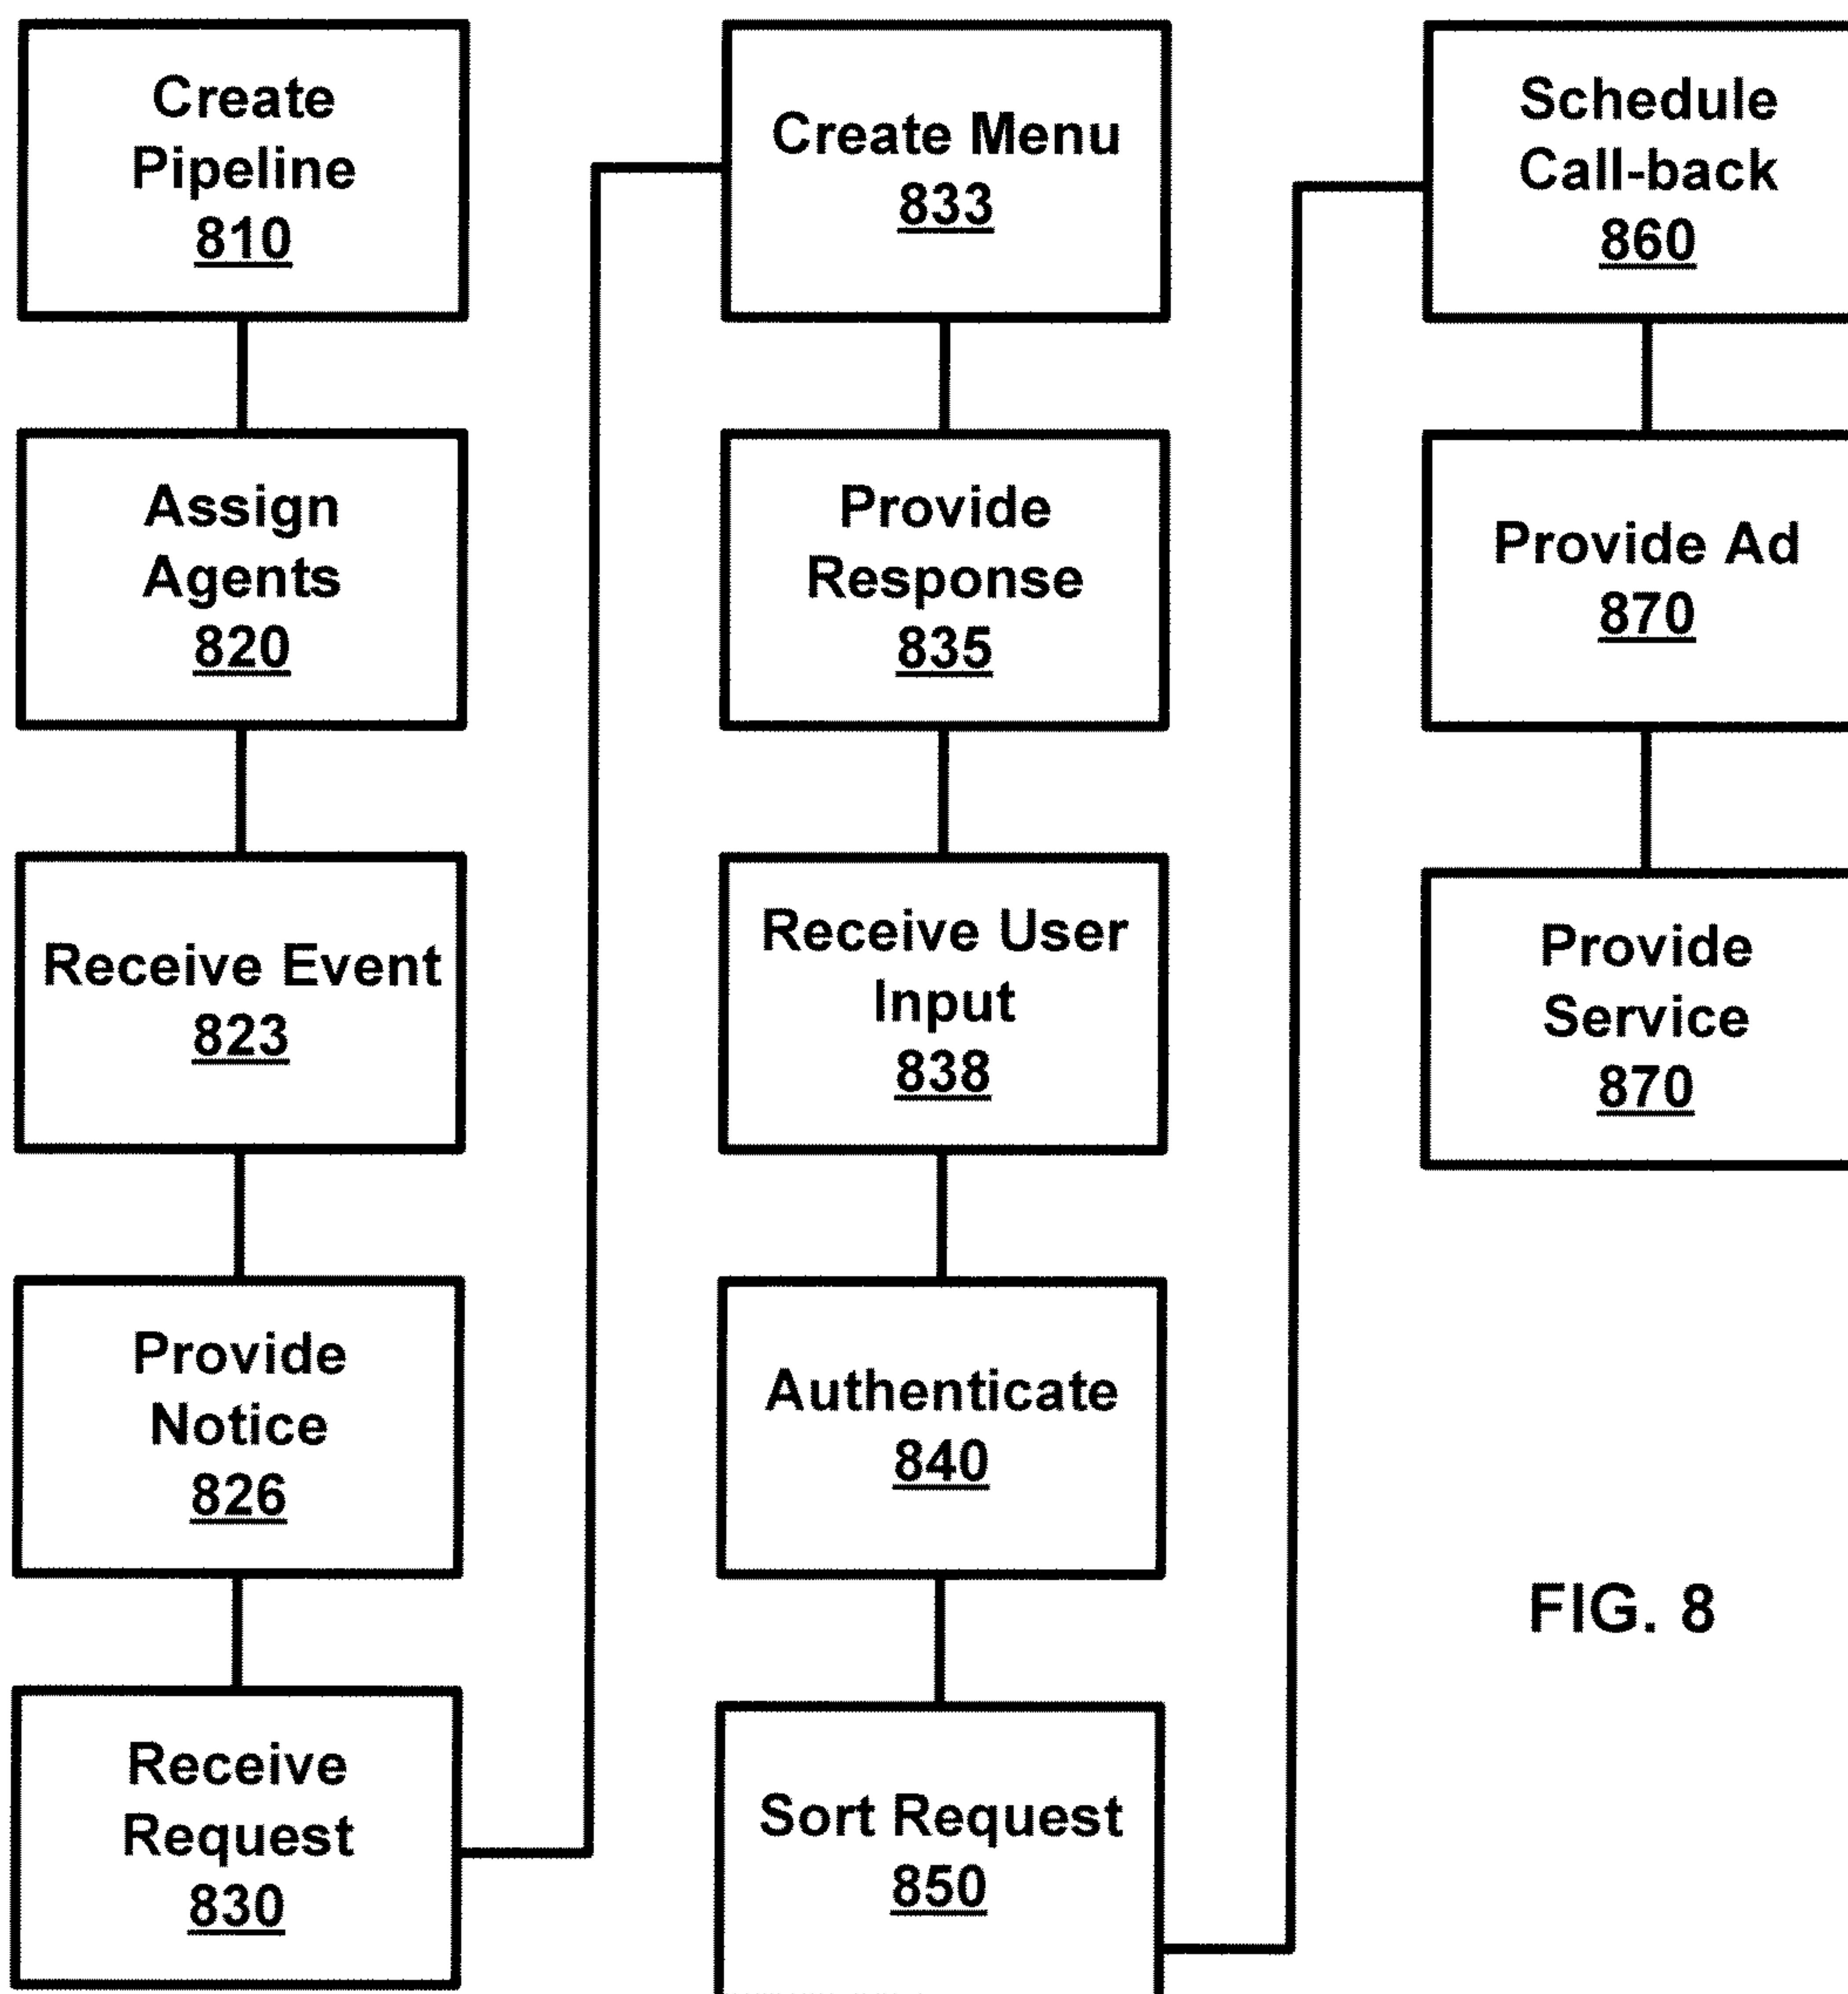 Create
Pipeline
810
Assign
Agents
820
Receive Event
823
Provide
Notice
826
Receive
Request
830
Create Menu
833
Provide
Response
835
Receive User
Input
838
Authenticate
840
Sort Request
850
Schedule
Call-back
860
Provide Ad
870
Provide
Service
870
FIG. 8